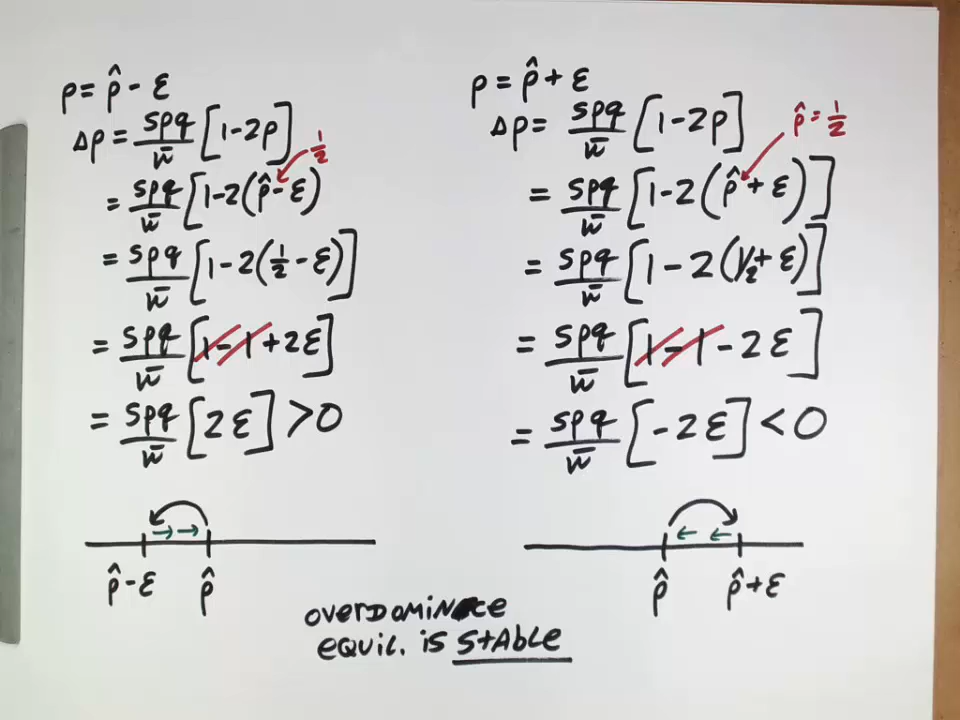 p = p̂ - ε
Δp = spq/w̄ [1-2p]
1/2
= spq/w̄ [1-2(p̂ - ε)
= spq/w̄ [1-2(1/2 - ε)]
= spq/w̄ [1-1+2ε]
= spq/w̄ [2ε] > 0
p̂-ε p̂
p = p̂ + ε
Δp = spq/w̄ [1-2p]
p̂ = 1/2
= spq/w̄ [1-2(p̂ + ε)]
= spq/w̄ [1-2(1/2 + ε)]
= spq/w̄ [1-1-2ε]
= spq/w̄ [-2ε] < 0
p̂ p̂+ε
OVERDOMINCE
EQUIL. IS STABLE